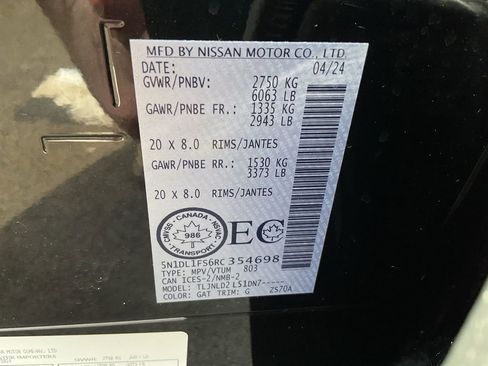 MFD BY NISSAN MOTOR CO., LTD.
DATE: 04/24
GVWR/PNBV: 2750 KG
6063 LB
GAWR/PNBE FR.: 1335 KG
2943 LB
20 x 8.0 RIMS/JANTES
GAWR/PNBE RR.: 1530 KG
3373 LB
20 x 8.0 RIMS/JANTES
CMVSS · CANADA · NSVAC
986
TRANSPORT
EC
5N1DL1FS6RC354698
TYPE: MPV/VTUM 803
CAN ICES-2/NMB-2
MODEL: TLJNLD2 L51DN7-----
COLOR: GAT TRIM: G ZS70A